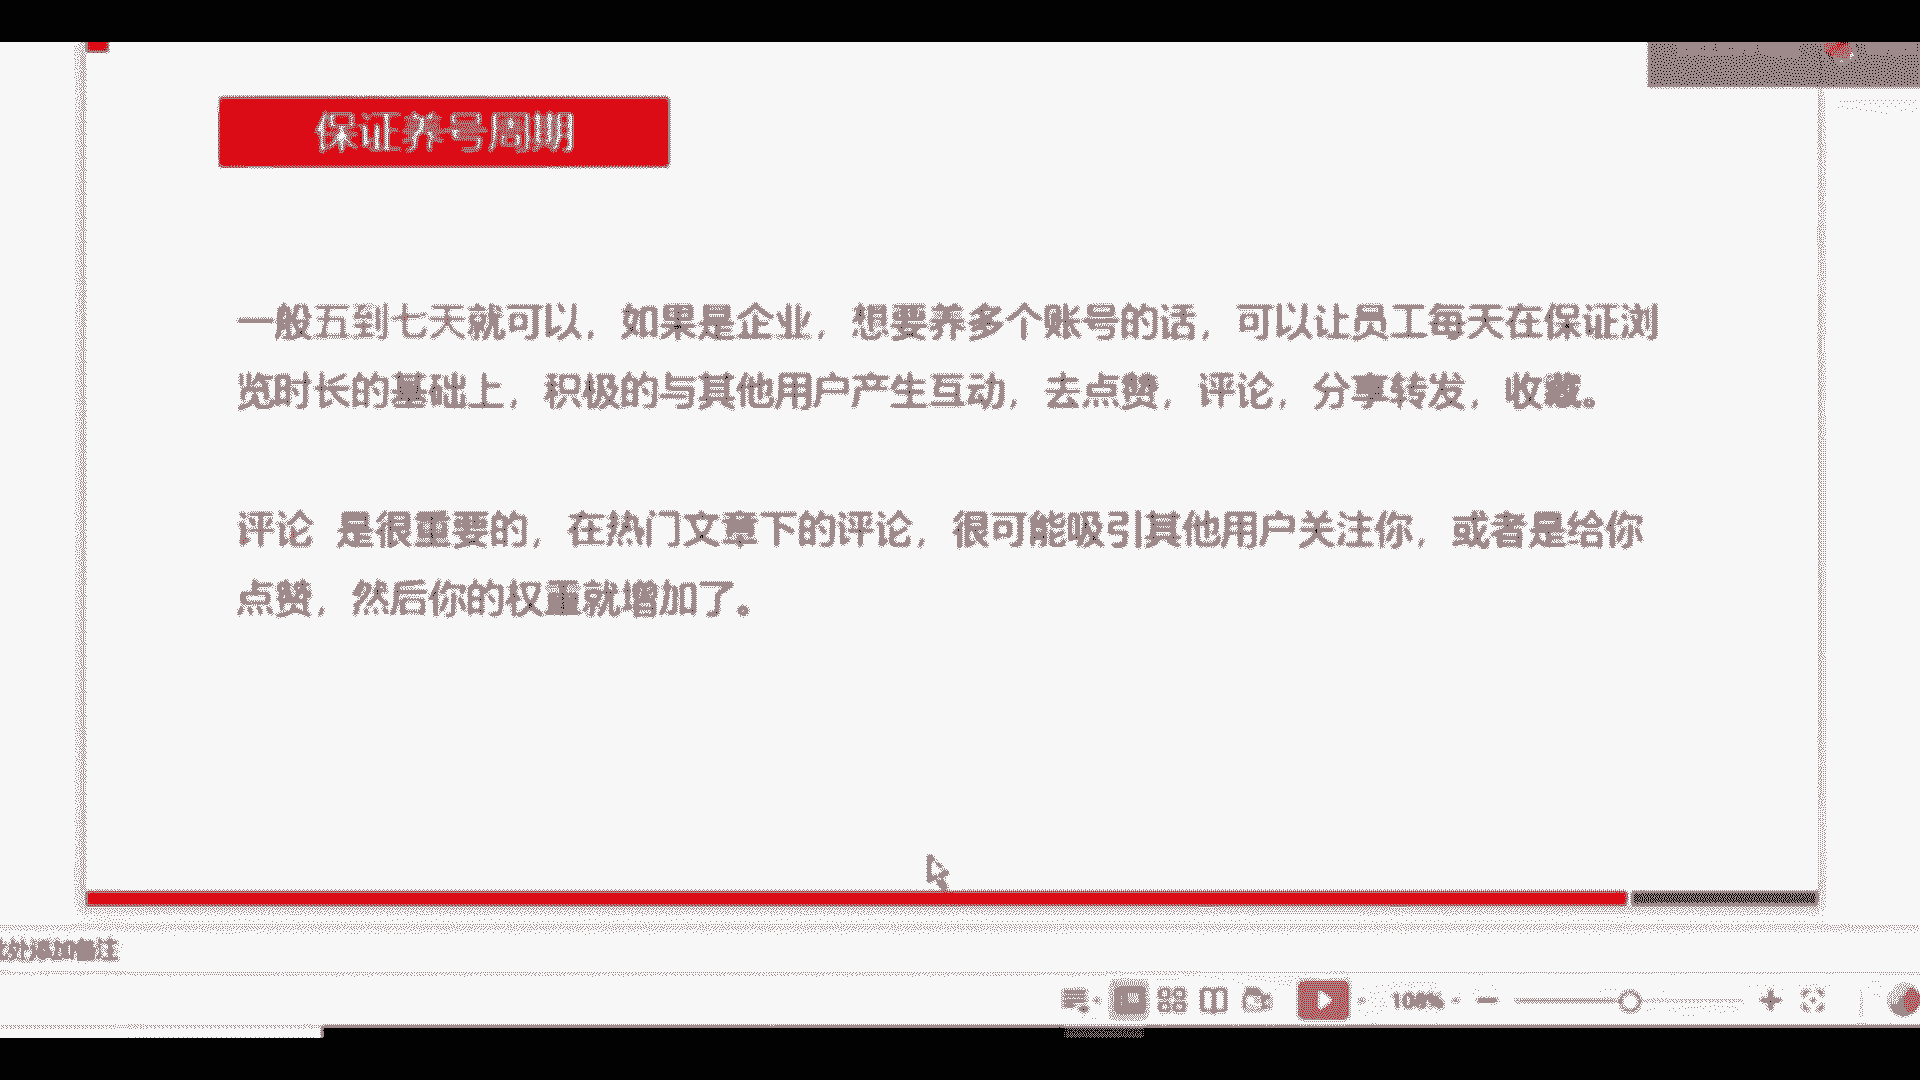 保证养号周期
一般五到七天就可以，如果是企业，想要养多个账号的话，可以让员工每天在保证浏
览时长的基础上，积极的与其他用户产生互动，去点赞，评论，分享转发，收藏。
评论 是很重要的，在热门文章下的评论，很可能吸引其他用户关注你，或者是给你
点赞，然后你的权重就增加了。
此处添加备注
108%